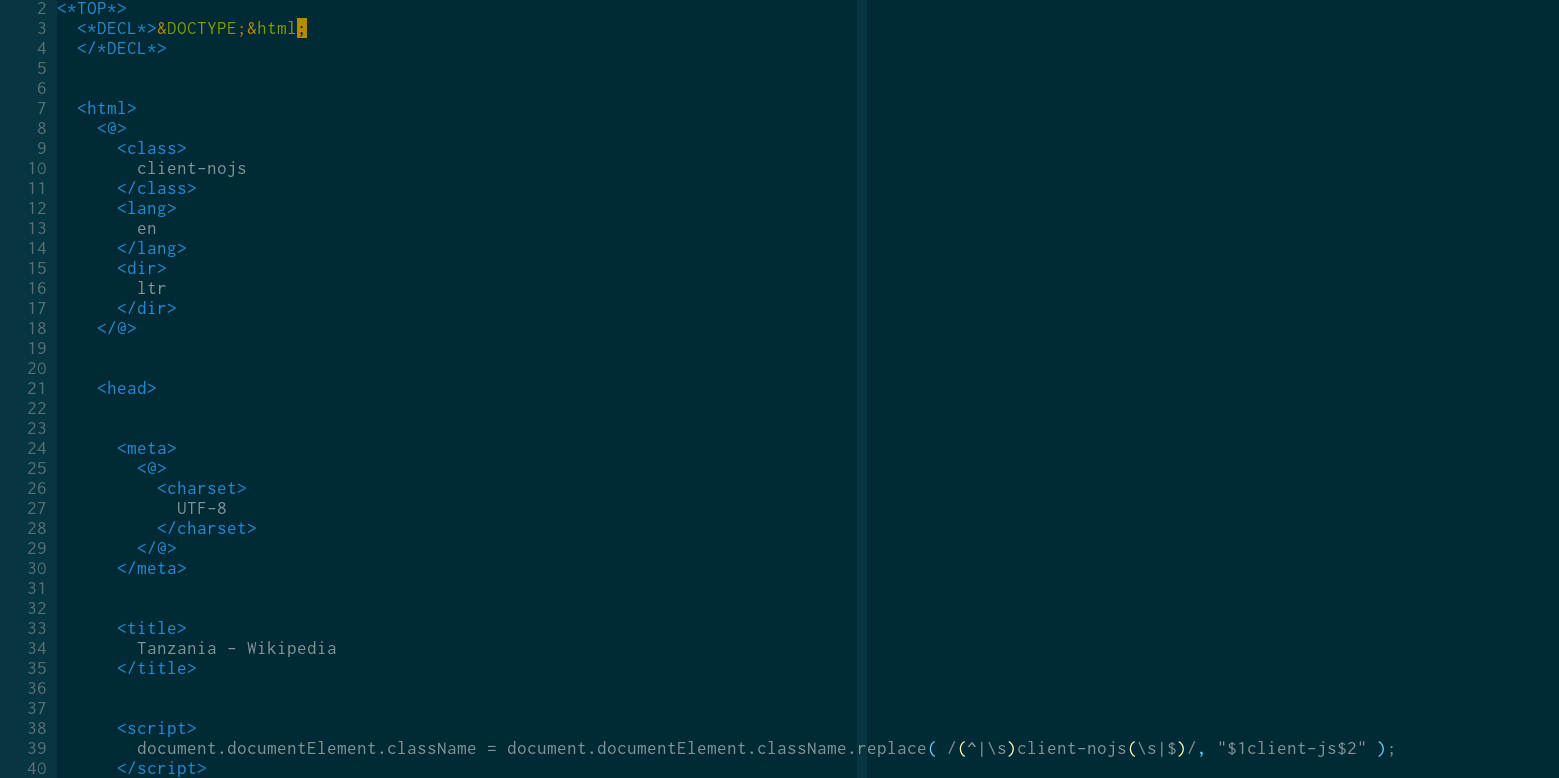 2 <*TOP*>
3 <*DECL*>&DOCTYPE;&html;
4 </*DECL*>
5
6
7 <html>
8 <@>
9 <class>
10 client-nojs
11 </class>
12 <lang>
13 en
14 </lang>
15 <dir>
16 ltr
17 </dir>
18 </@>
19
20
21 <head>
22
23
24 <meta>
25 <@>
26 <charset>
27 UTF-8
28 </charset>
29 </@>
30 </meta>
31
32
33 <title>
34 Tanzania - Wikipedia
35 </title>
36
37
38 <script>
39 document.documentElement.className = document.documentElement.className.replace( /(^|\s)client-nojs(\s|$)/, "$1client-js$2" );
40 </script>